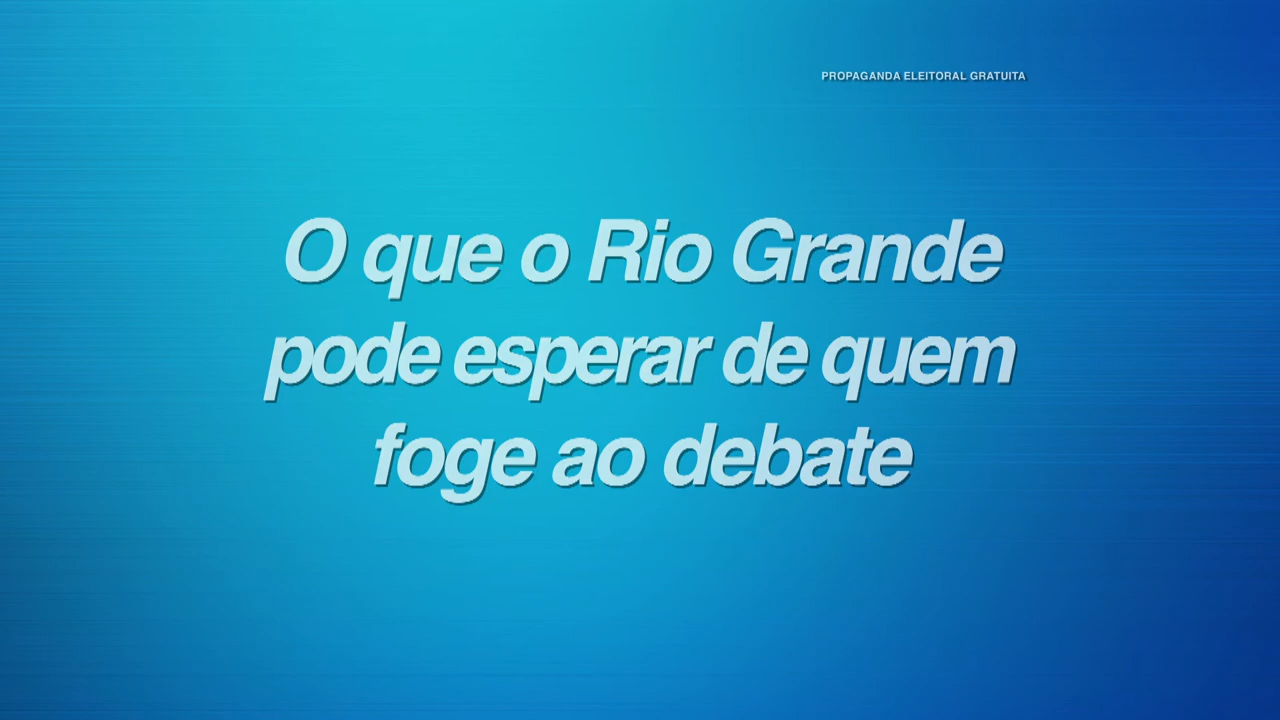 PROPAGANDA ELEITORAL GRATUITA
O que o Rio Grande
pode esperar de quem
foge ao debate